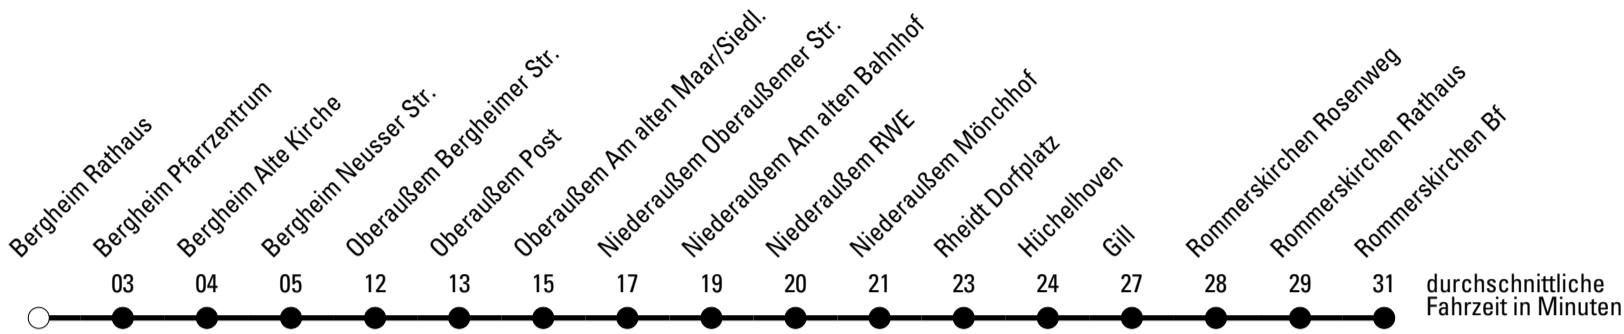 Bergheim Rathaus
Bergheim Pfarrzentrum
Bergheim Alte Kirche
Bergheim Neusser Str.
Oberaußem Bergheimer Str.
Oberaußem Post
Oberaußem Am alten Maar/Siedl.
Niederaußem Oberaußemer Str.
Niederaußem Am alten Bahnhof
Niederaußem RWE
Niederaußem Mönchhof
Rheidt Dorfplatz
Hüchelhoven
Gill
Rommerskirchen Rosenweg
Rommerskirchen Rathaus
Rommerskirchen Bf
03 04 05 12 13 15 17 19 20 21 23 24 27 28 29 31 durchschnittliche
Fahrzeit in Minuten